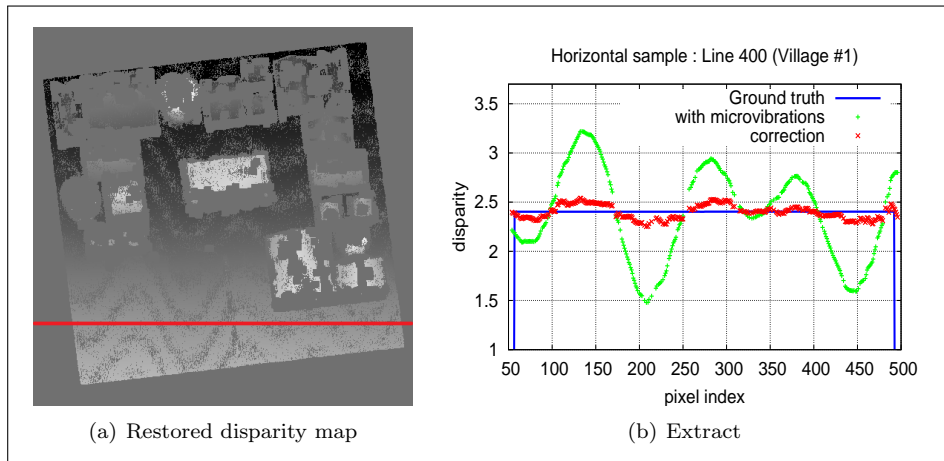 Horizontal sample : Line 400 (Village #1)
3.5
3
2.5
2
1.5
1
disparity
Ground truth
with microvibrations
correction
50 100 150 200 250 300 350 400 450 500
pixel index
(a) Restored disparity map
(b) Extract